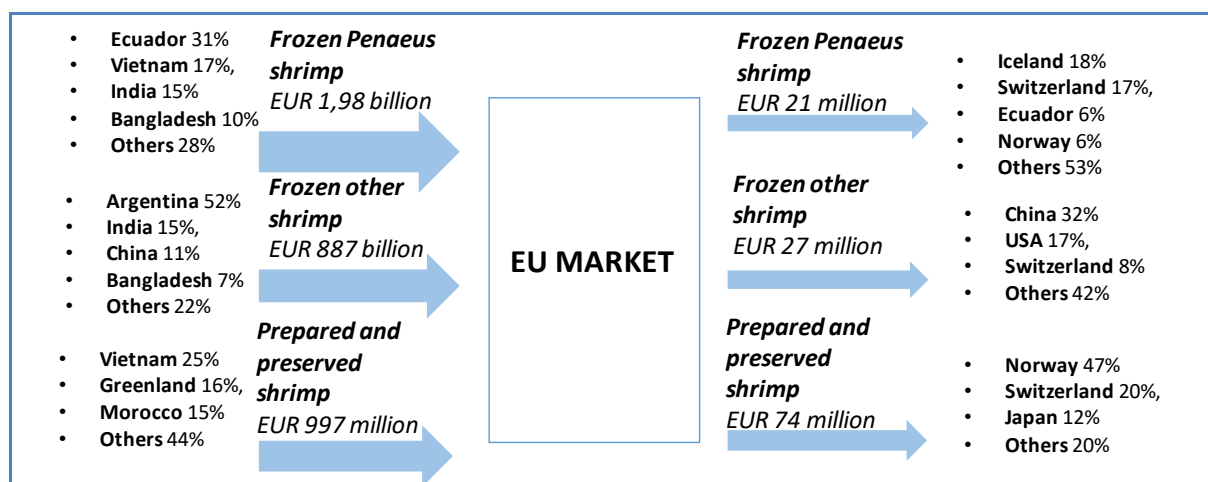 • Ecuador 31%
• Vietnam 17%,
• India 15%
• Bangladesh 10%
• Others 28%
Frozen Penaeus
shrimp
EUR 1,98 billion
• Argentina 52%
• India 15%,
• China 11%
• Bangladesh 7%
• Others 22%
Frozen other
shrimp
EUR 887 billion
• Vietnam 25%
• Greenland 16%,
• Morocco 15%
• Others 44%
Prepared and
preserved
shrimp
EUR 997 million
EU MARKET
Frozen Penaeus
shrimp
EUR 21 million
• Iceland 18%
• Switzerland 17%,
• Ecuador 6%
• Norway 6%
• Others 53%
Frozen other
shrimp
EUR 27 million
• China 32%
• USA 17%,
• Switzerland 8%
• Others 42%
Prepared and
preserved
shrimp
EUR 74 million
• Norway 47%
• Switzerland 20%,
• Japan 12%
• Others 20%